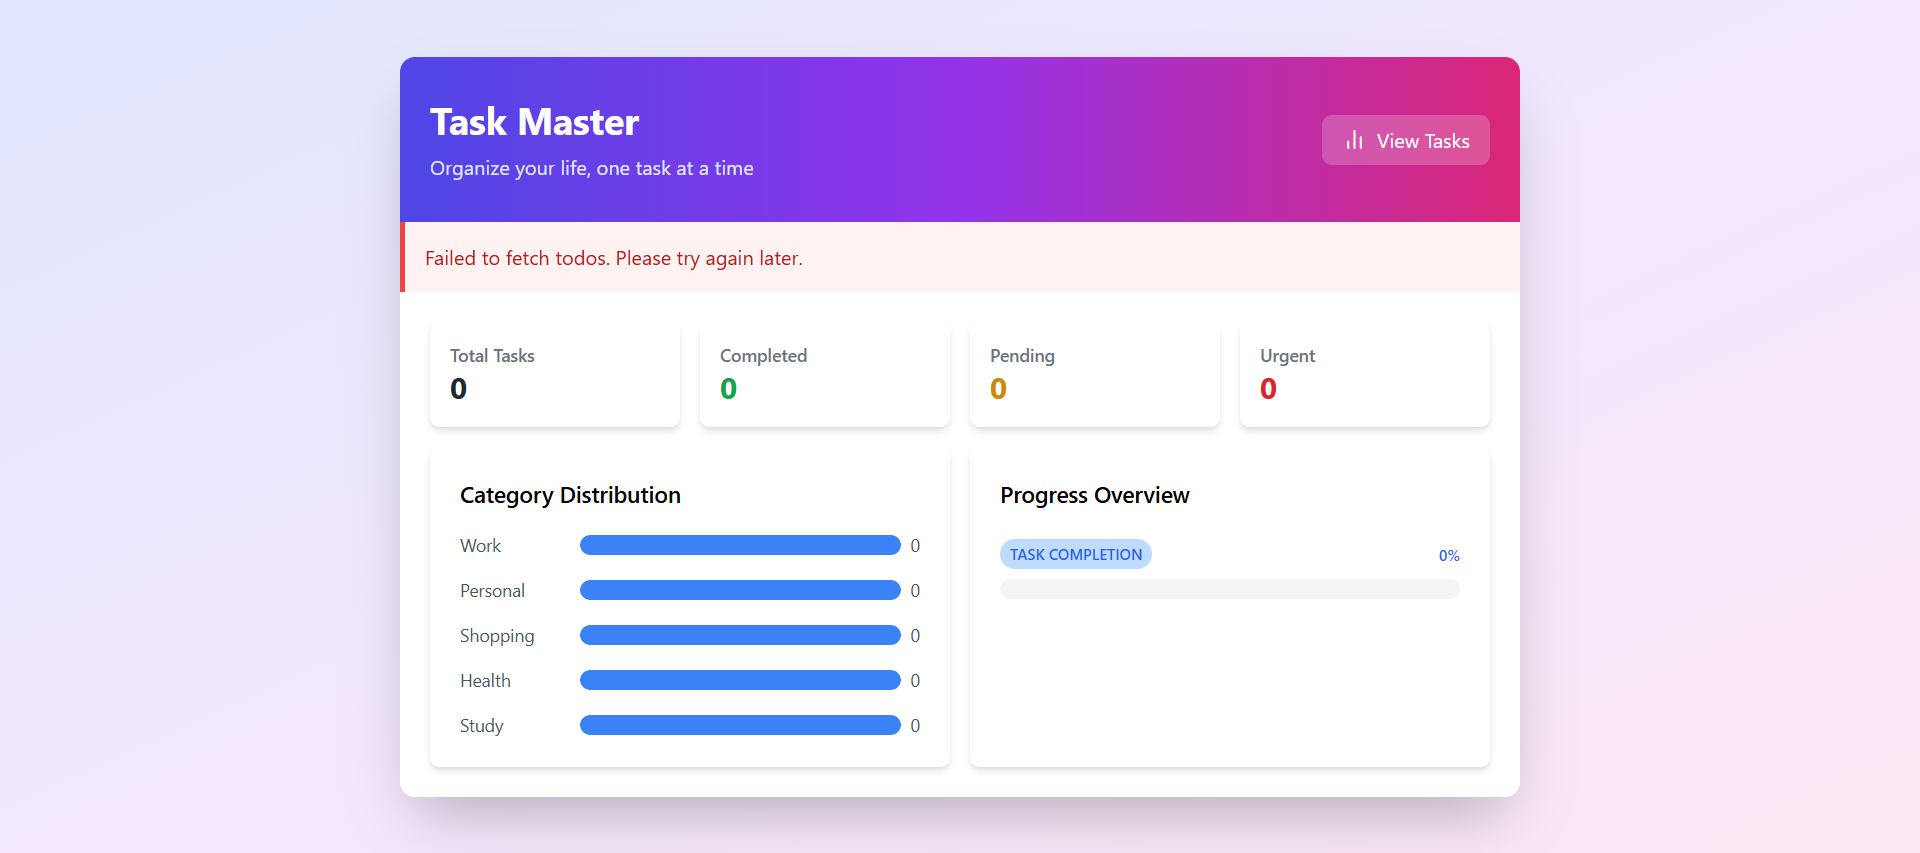 Task Master
Organize your life, one task at a time
View Tasks
Failed to fetch todos. Please try again later.
Total Tasks
0
Completed
0
Pending
0
Urgent
0
Category Distribution
Work 0
Personal 0
Shopping 0
Health 0
Study 0
Progress Overview
TASK COMPLETION 0%